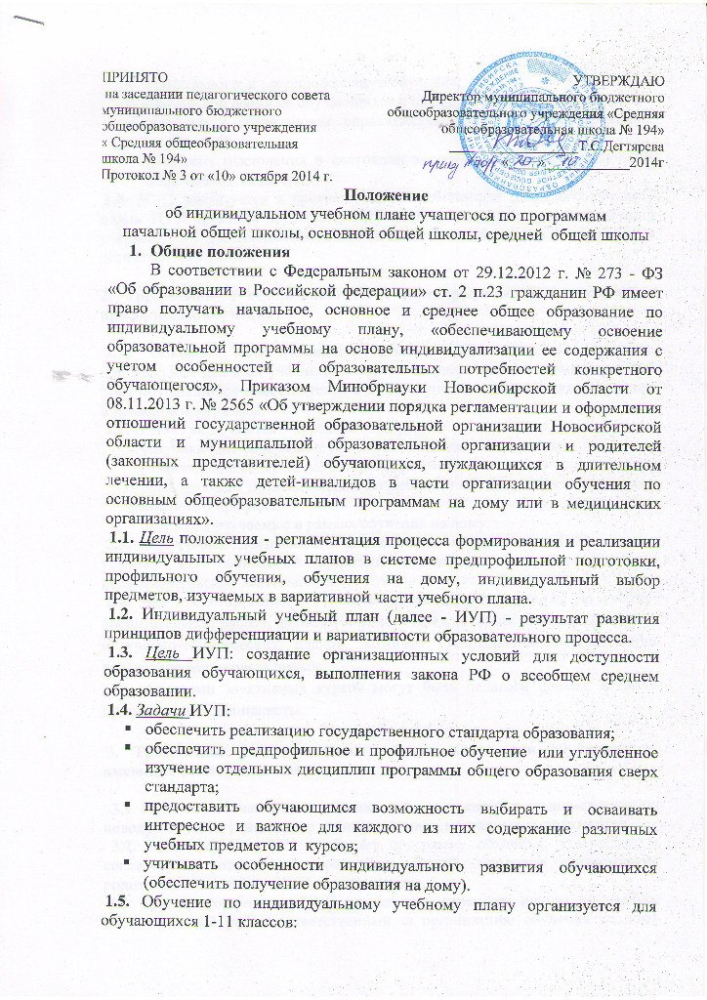 ПРИНЯТО
на заседании педагогического совета
муниципального бюджетного
общеобразовательного учреждения
« Средняя общеобразовательная
школа № 194»
Протокол № 3 от «10» октября 2014 г.
УТВЕРЖДАЮ
Директор муниципального бюджетного
общеобразовательного учреждения «Средняя
общеобразовательная школа № 194»
Т.С.Дегтярева
« 10 » 10 2014г
Положение
об индивидуальном учебном плане учащегося по программам
начальной общей школы, основной общей школы, средней общей школы
1. Общие положения
В соответствии с Федеральным законом от 29.12.2012 г. № 273 - ФЗ
«Об образовании в Российской федерации» ст. 2 п.23 гражданин РФ имеет
право получать начальное, основное и среднее общее образование по
индивидуальному учебному плану, «обеспечивающему освоение
образовательной программы на основе индивидуализации ее содержания с
учетом особенностей и образовательных потребностей конкретного
обучающегося», Приказом Минобрнауки Новосибирской области от
08.11.2013 г. № 2565 «Об утверждении порядка регламентации и оформления
отношений государственной образовательной организации Новосибирской
области и муниципальной образовательной организации и родителей
(законных представителей) обучающихся, нуждающихся в длительном
лечении, а также детей-инвалидов в части организации обучения по
основным общеобразовательным программам на дому или в медицинских
организациях».
1.1. Цель положения - регламентация процесса формирования и реализации
индивидуальных учебных планов в системе предпрофильной подготовки,
профильного обучения, обучения на дому, индивидуальный выбор
предметов, изучаемых в вариативной части учебного плана.
1.2. Индивидуальный учебный план (далее - ИУП) - результат развития
принципов дифференциации и вариативности образовательного процесса.
1.3. Цель ИУП: создание организационных условий для доступности
образования обучающихся, выполнения закона РФ о всеобщем среднем
образовании.
1.4. Задачи ИУП:
▪ обеспечить реализацию государственного стандарта образования;
▪ обеспечить предпрофильное и профильное обучение или углубленное
изучение отдельных дисциплин программы общего образования сверх
стандарта;
▪ предоставить обучающимся возможность выбирать и осваивать
интересное и важное для каждого из них содержание различных
учебных предметов и курсов;
▪ учитывать особенности индивидуального развития обучающихся
(обеспечить получение образования на дому).
1.5. Обучение по индивидуальному учебному плану организуется для
обучающихся 1-11 классов: